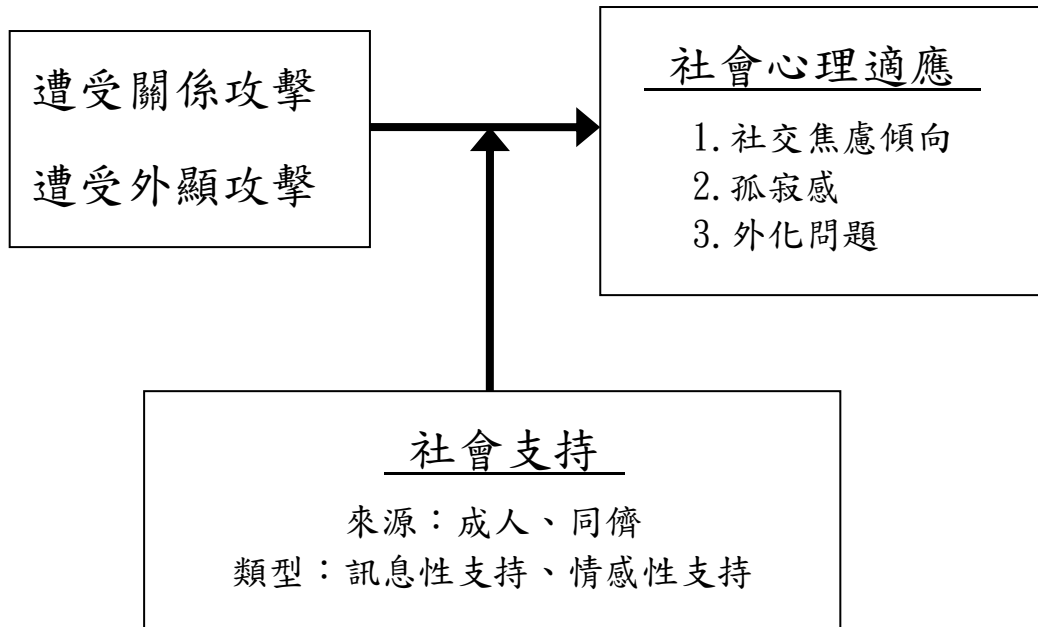 遭受關係攻擊
遭受外顯攻擊
社會心理適應
1.社交焦慮傾向
2.孤寂感
3.外化問題
社會支持
來源：成人、同儕
類型：訊息性支持、情感性支持